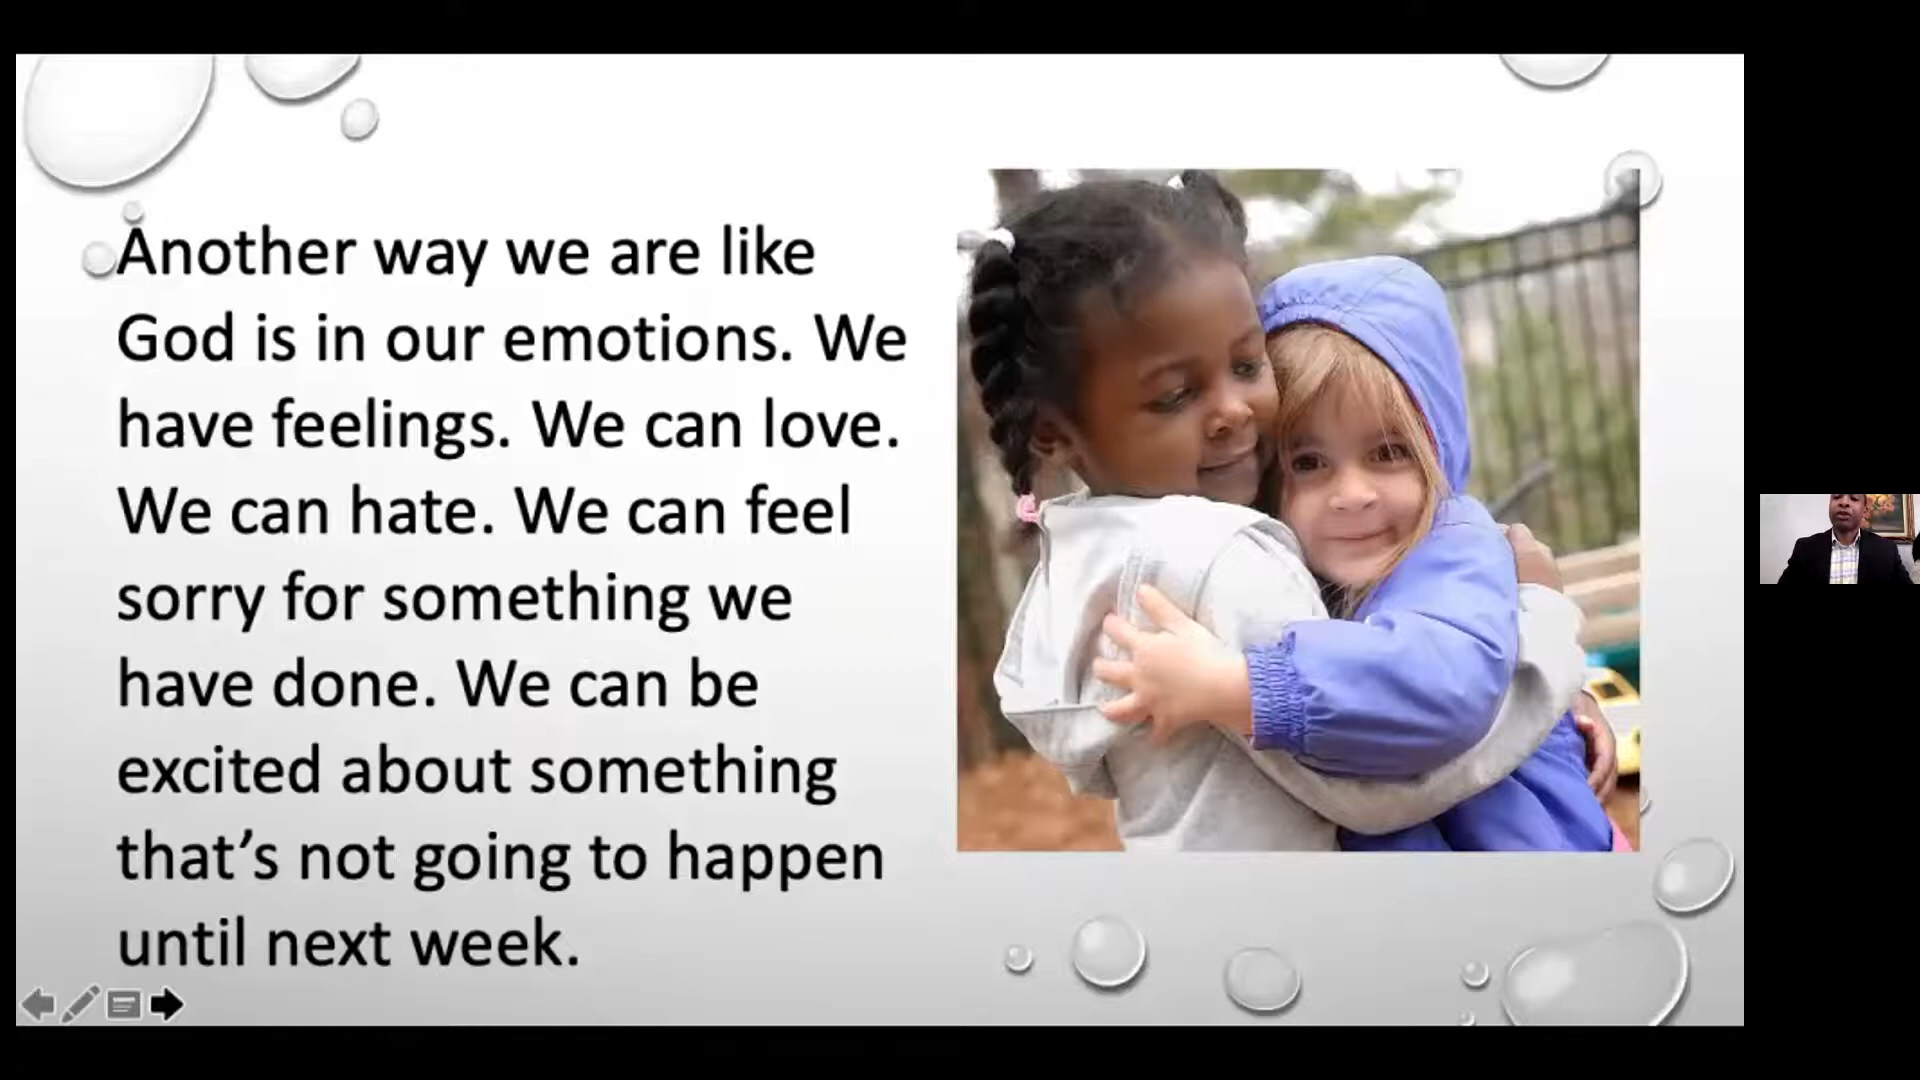 Another way we are like
God is in our emotions. We
have feelings. We can love.
We can hate. We can feel
sorry for something we
have done. We can be
excited about something
that’s not going to happen
until next week.